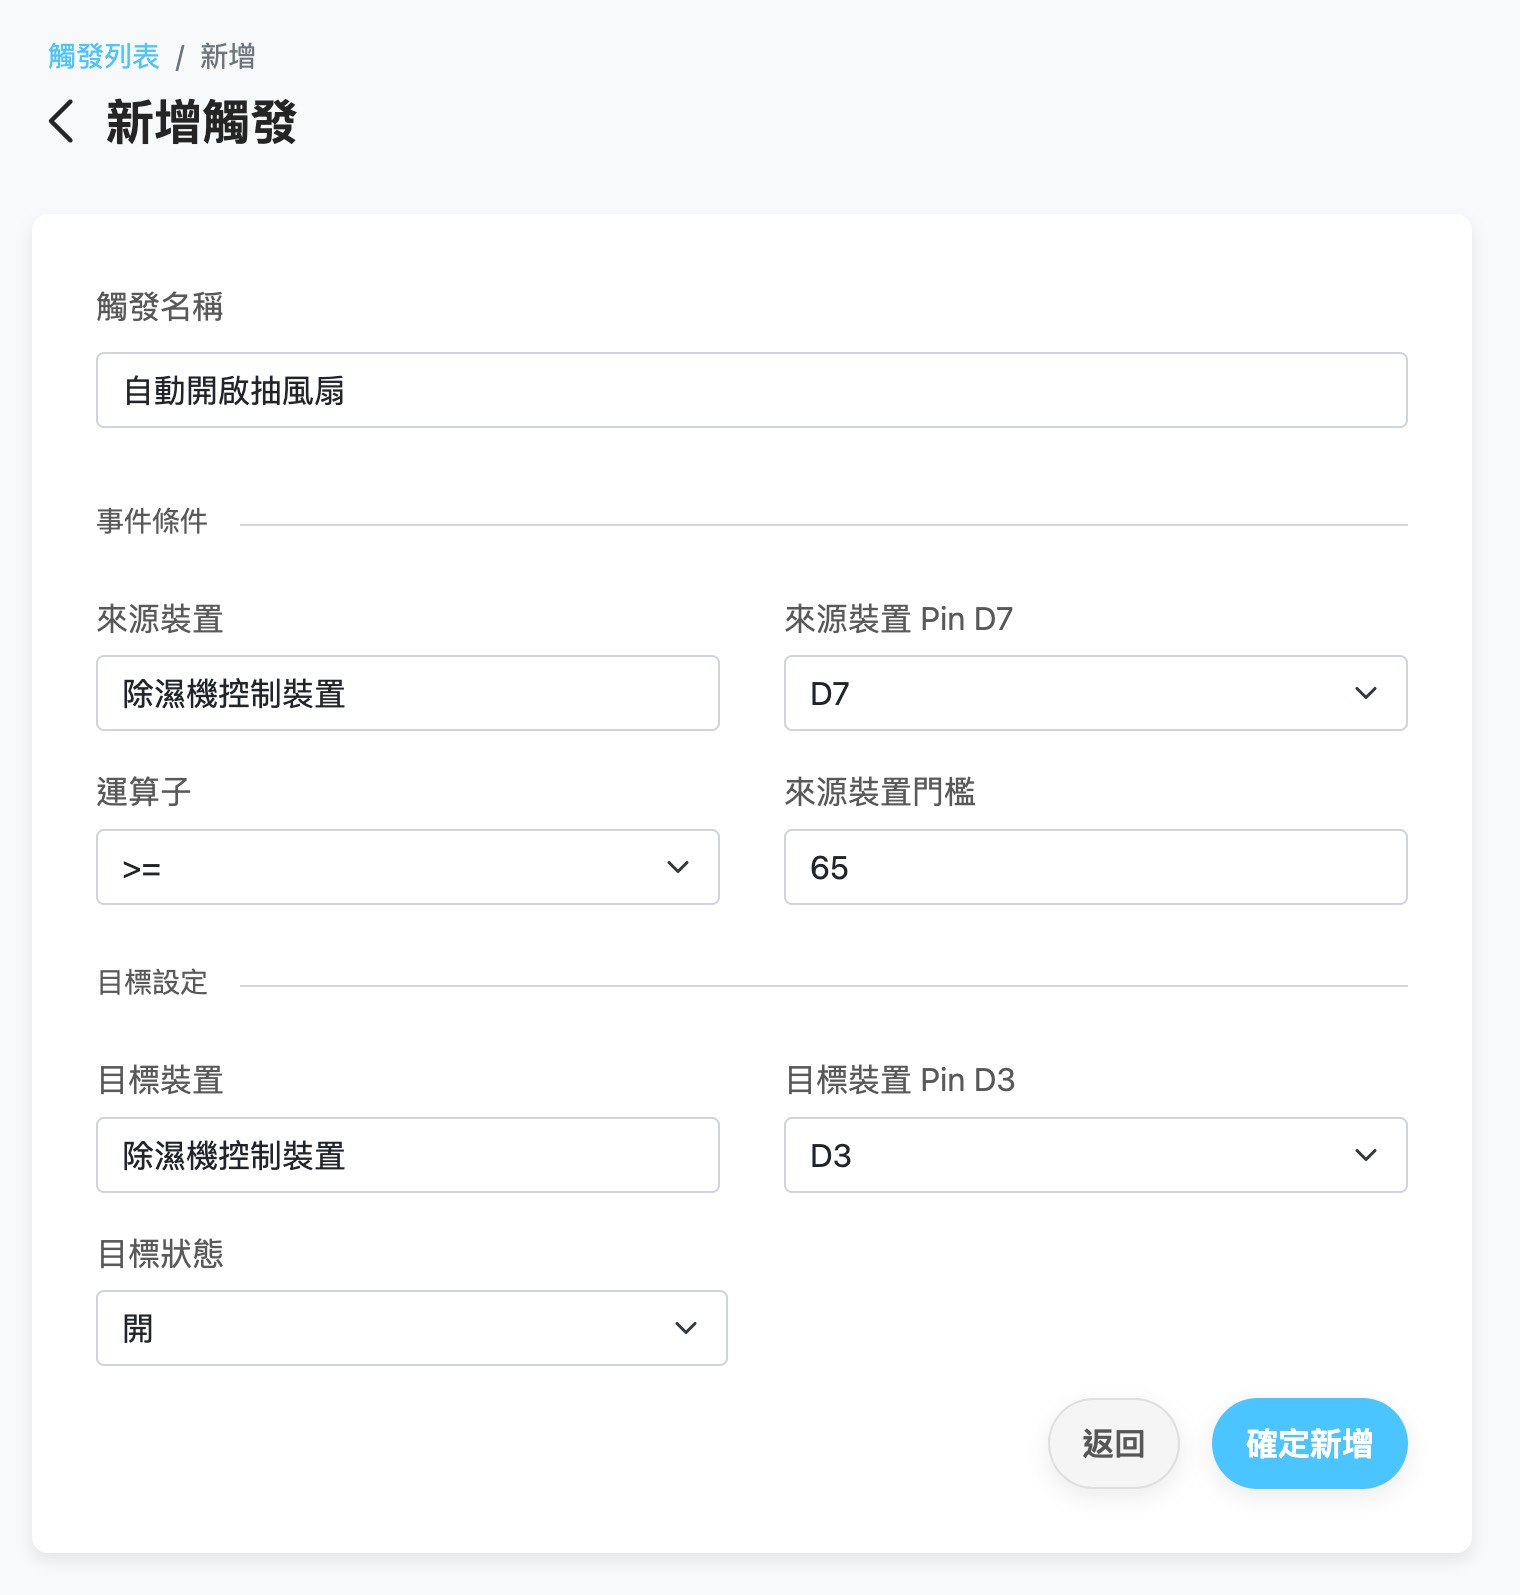 觸發列表 / 新增
新增觸發
觸發名稱
自動開啟抽風扇
事件條件
來源裝置
來源裝置 Pin D7
除濕機控制裝置
D7
運算子
來源裝置門檻
>=
65
目標設定
目標裝置
目標裝置 Pin D3
除濕機控制裝置
D3
目標狀態
開
返回
確定新增